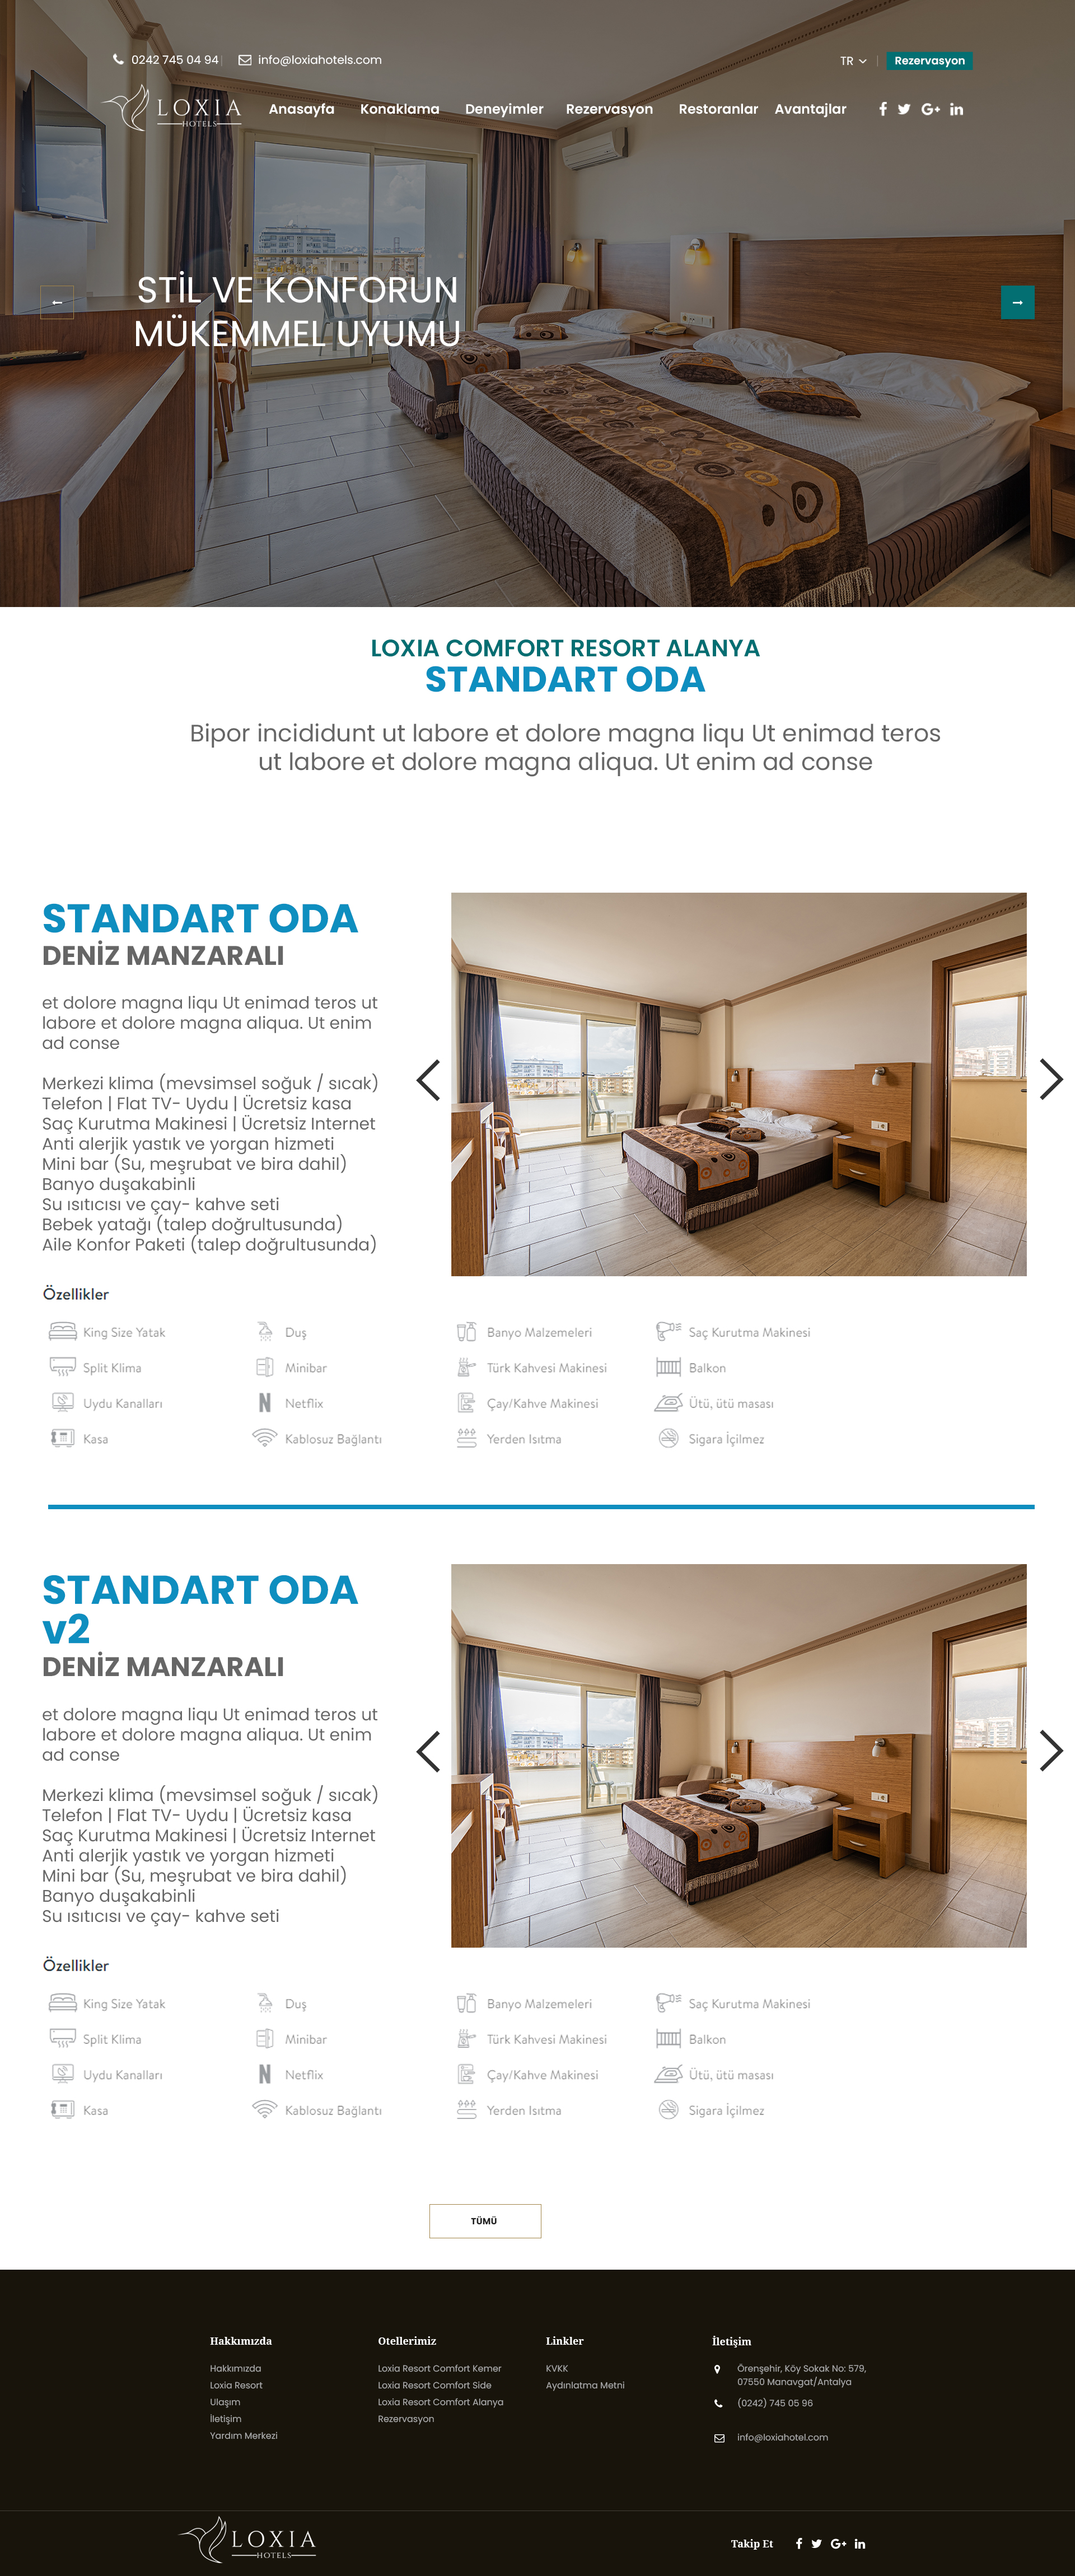 0242 745 04 94 | info@loxiahotels.com
TR | Rezervasyon
LOXIA
HOTELS
Anasayfa Konaklama Deneyimler Rezervasyon Restoranlar Avantajlar
STİL VE KONFORUN
MÜKEMMEL UYUMU
LOXIA COMFORT RESORT ALANYA
STANDART ODA
Bipor incididunt ut labore et dolore magna liqu Ut enimad teros
ut labore et dolore magna aliqua. Ut enim ad conse
STANDART ODA
DENİZ MANZARALI
et dolore magna liqu Ut enimad teros ut
labore et dolore magna aliqua. Ut enim
ad conse
Merkezi klima (mevsimsel soğuk / sıcak)
Telefon | Flat TV- Uydu | Ücretsiz kasa
Saç Kurutma Makinesi | Ücretsiz Internet
Anti alerjik yastık ve yorgan hizmeti
Mini bar (Su, meşrubat ve bira dahil)
Banyo duşakabinli
Su ısıtıcısı ve çay- kahve seti
Bebek yatağı (talep doğrultusunda)
Aile Konfor Paketi (talep doğrultusunda)
Özellikler
King Size Yatak Duş Banyo Malzemeleri Saç Kurutma Makinesi
Split Klima Minibar Türk Kahvesi Makinesi Balkon
Uydu Kanalları Netflix Çay/Kahve Makinesi Ütü, ütü masası
Kasa Kablosuz Bağlantı Yerden Isıtma Sigara İçilmez
STANDART ODA
v2
DENİZ MANZARALI
et dolore magna liqu Ut enimad teros ut
labore et dolore magna aliqua. Ut enim
ad conse
Merkezi klima (mevsimsel soğuk / sıcak)
Telefon | Flat TV- Uydu | Ücretsiz kasa
Saç Kurutma Makinesi | Ücretsiz Internet
Anti alerjik yastık ve yorgan hizmeti
Mini bar (Su, meşrubat ve bira dahil)
Banyo duşakabinli
Su ısıtıcısı ve çay- kahve seti
Özellikler
King Size Yatak Duş Banyo Malzemeleri Saç Kurutma Makinesi
Split Klima Minibar Türk Kahvesi Makinesi Balkon
Uydu Kanalları Netflix Çay/Kahve Makinesi Ütü, ütü masası
Kasa Kablosuz Bağlantı Yerden Isıtma Sigara İçilmez
TÜMÜ
Hakkımızda
Hakkımızda
Loxia Resort
Ulaşım
İletişim
Yardım Merkezi
Otellerimiz
Loxia Resort Comfort Kemer
Loxia Resort Comfort Side
Loxia Resort Comfort Alanya
Rezervasyon
Linkler
KVKK
Aydınlatma Metni
İletişim
Örenşehir, Köy Sokak No: 579,
07550 Manavgat/Antalya
(0242) 745 05 96
info@loxiahotel.com
LOXIA
HOTELS
Takip Et